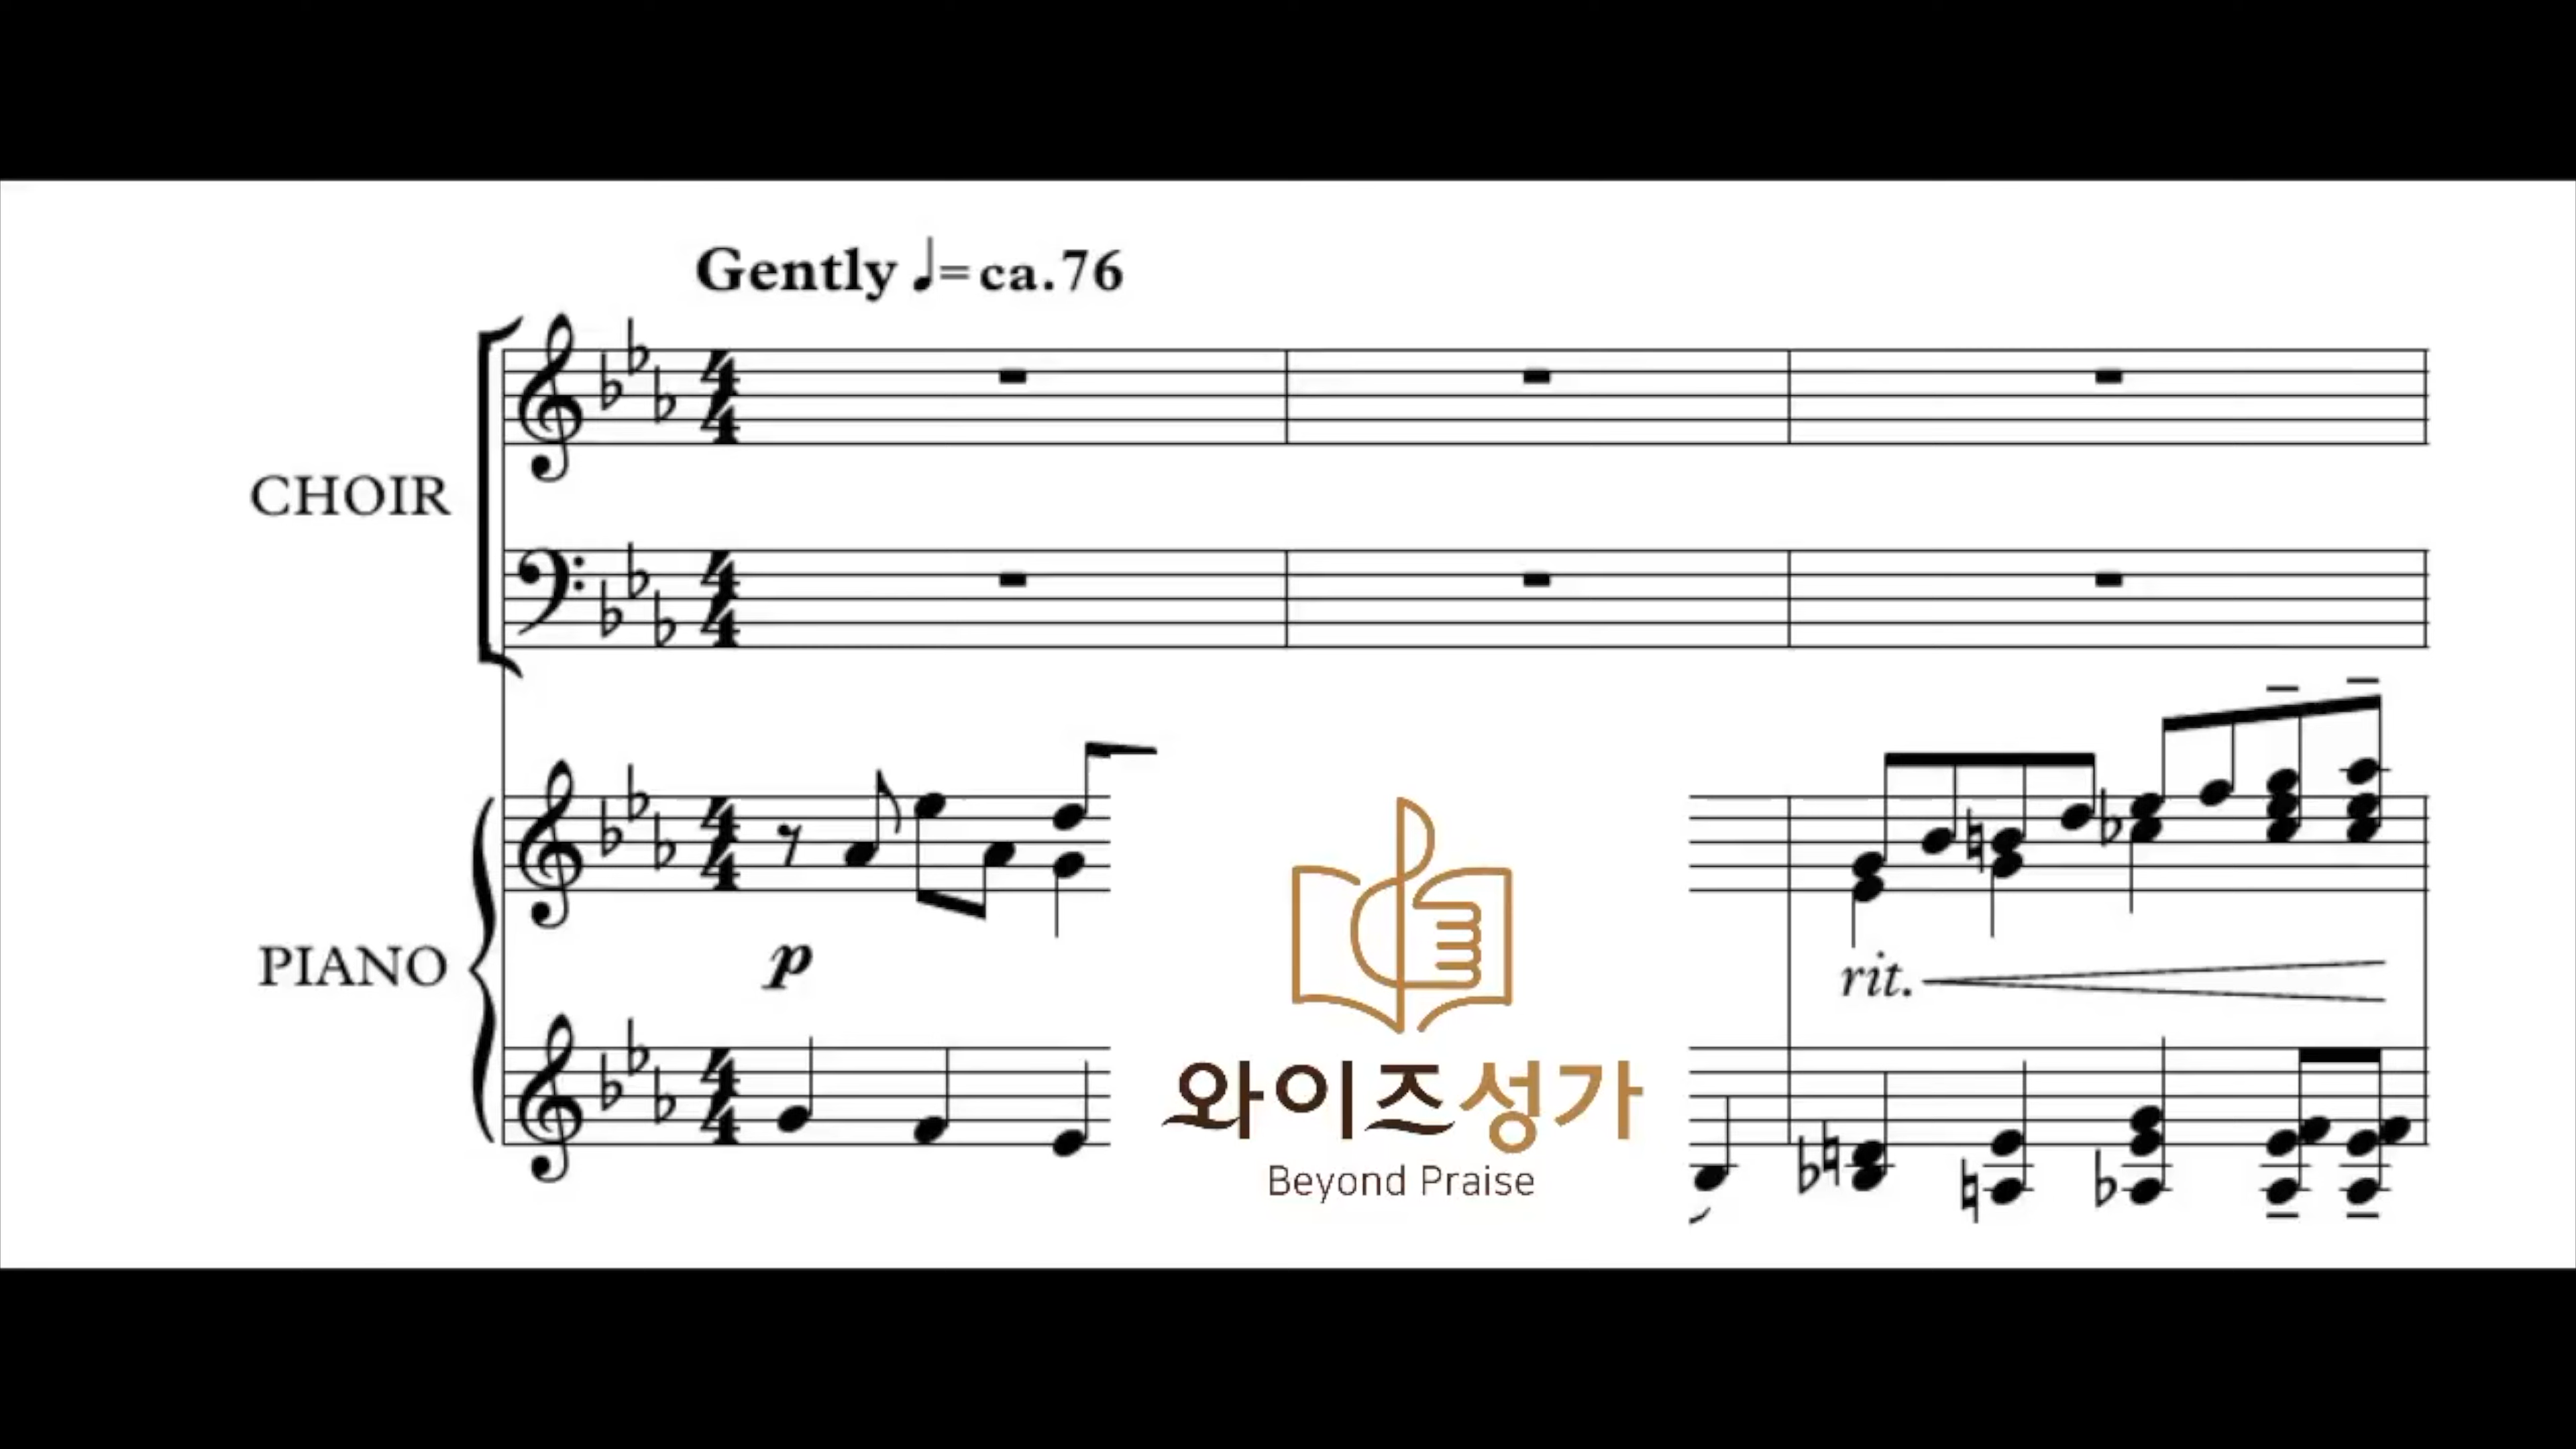 Gently ♩=ca.76
CHOIR
PIANO
p
rit.
와이즈성가
Beyond Praise